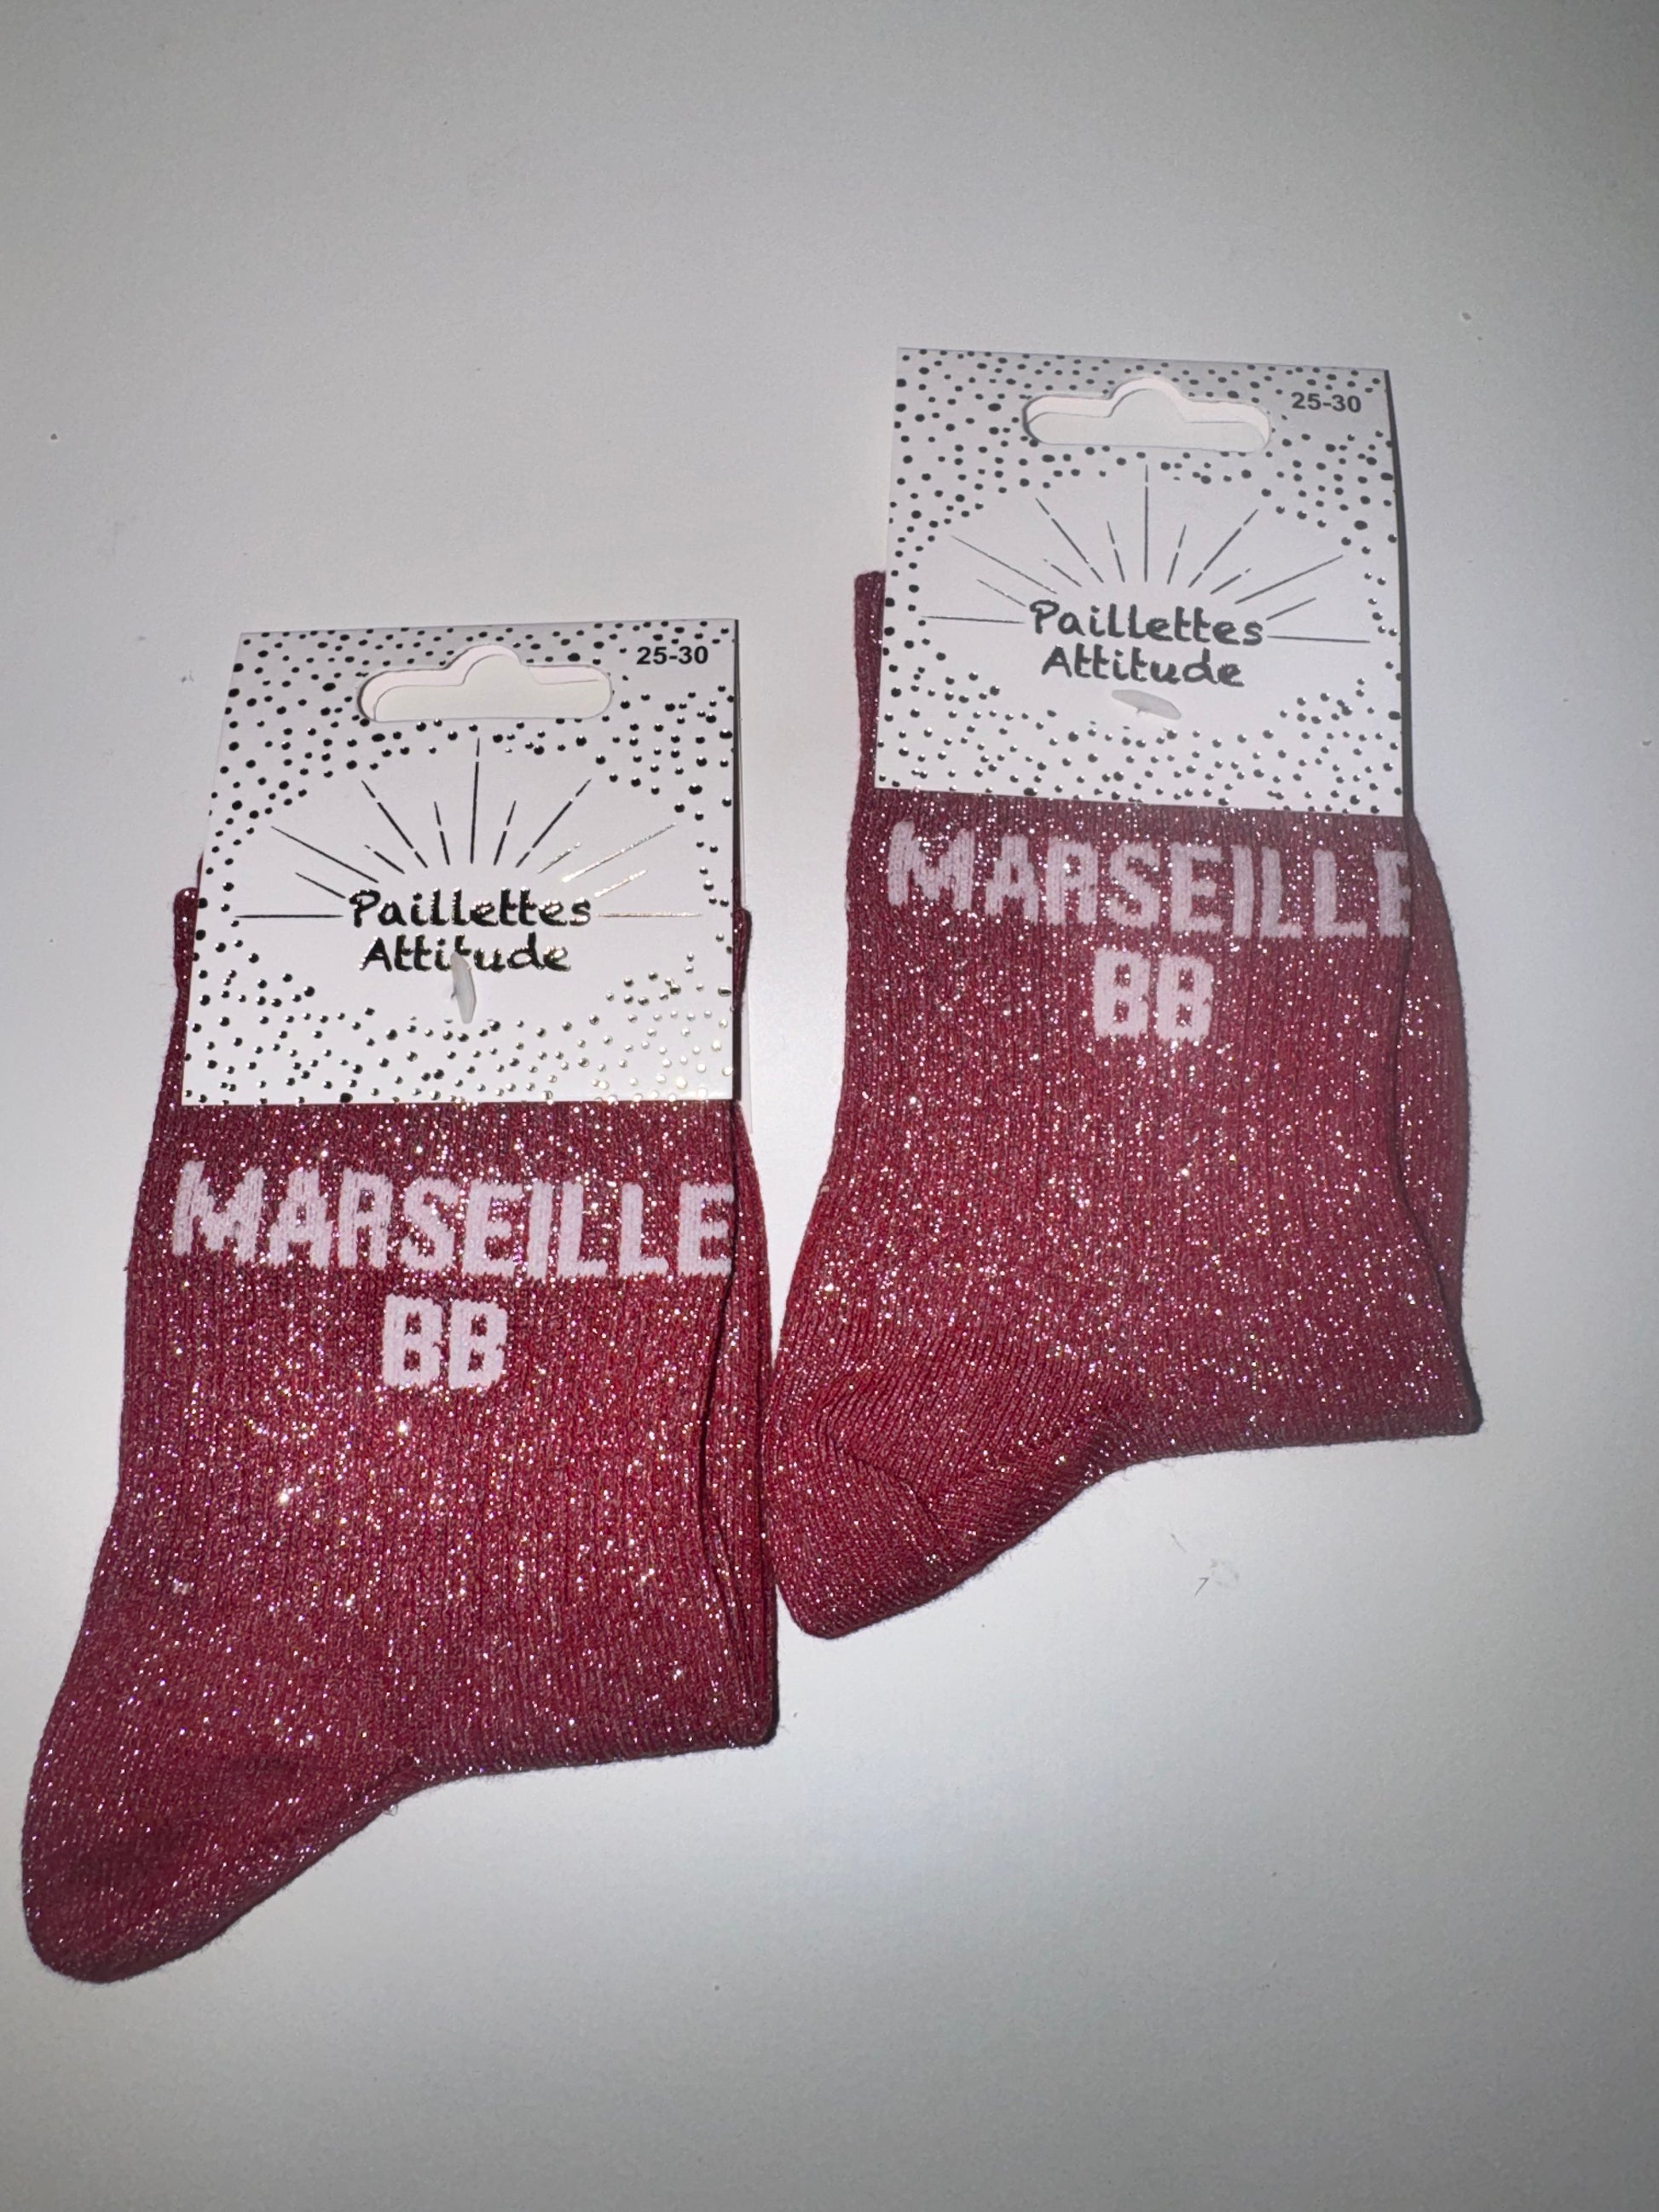 25-30
Paillettes
Attitude
MARSEILLE
BB
25-30
Paillettes
Attitude
MARSEILLE
BB